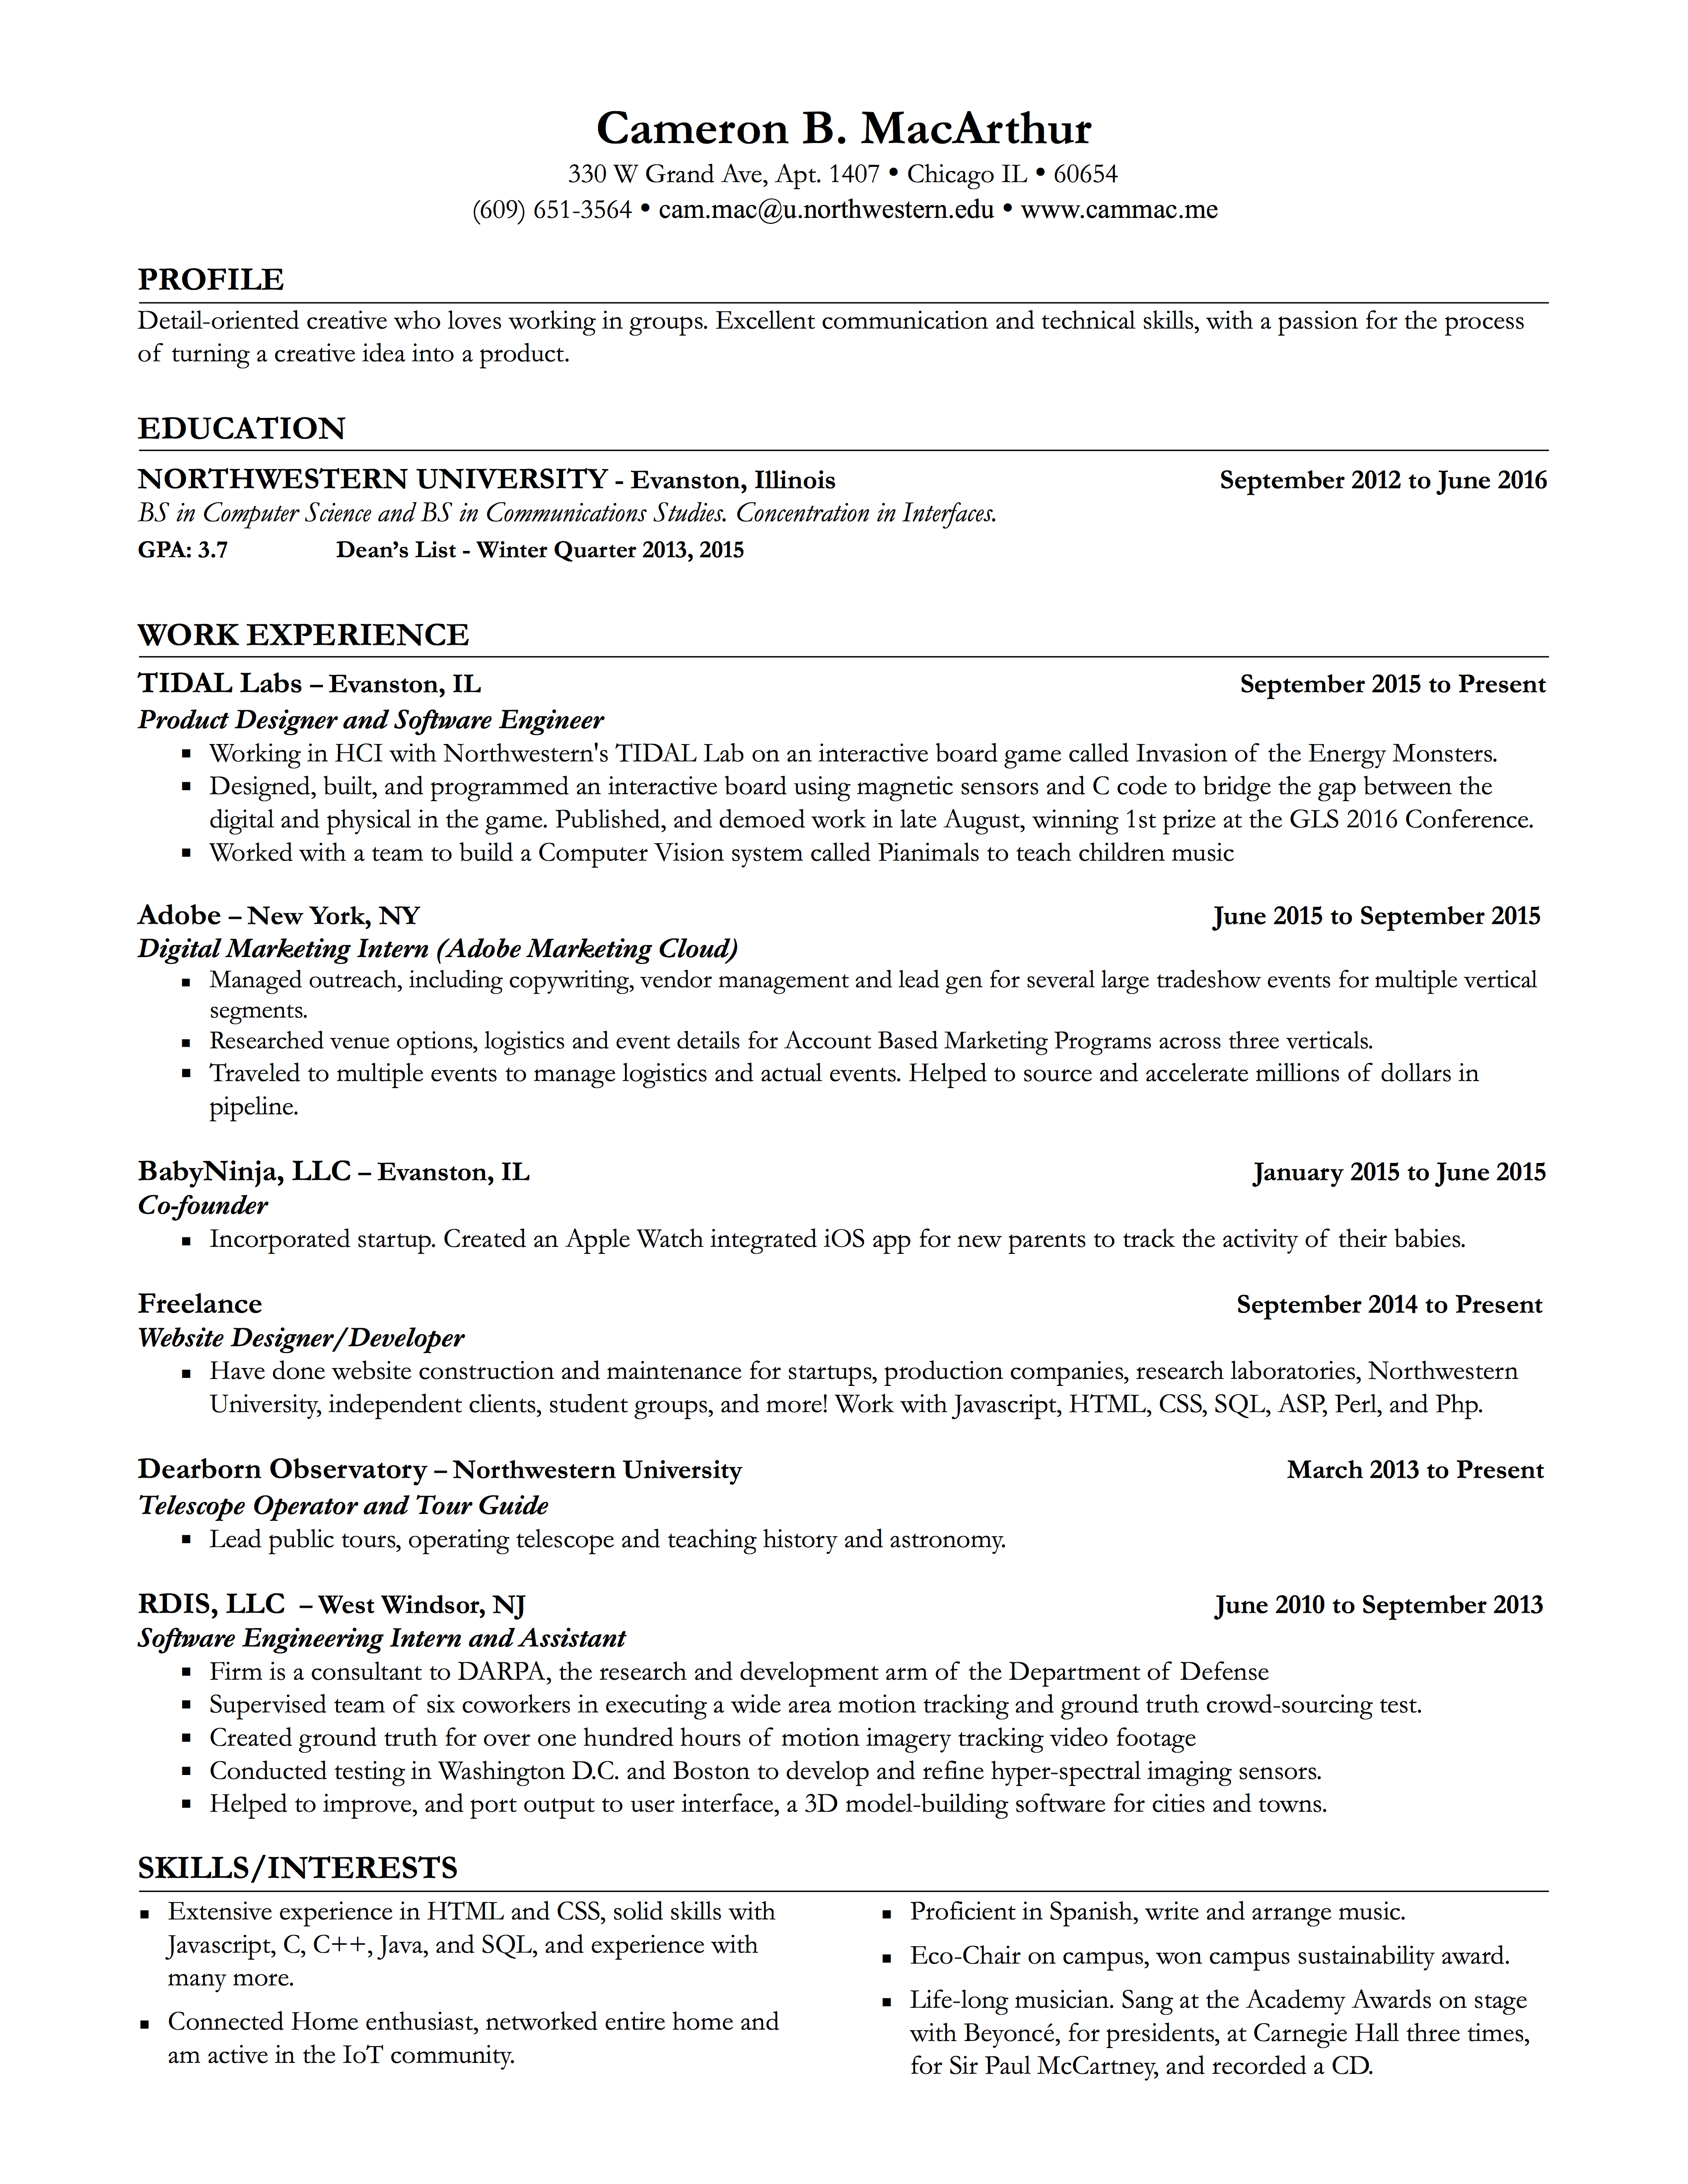 Cameron B. MacArthur
330 W Grand Ave, Apt. 1407 • Chicago IL • 60654
(609) 651-3564 • cam.mac@u.northwestern.edu • www.cammac.me
PROFILE
Detail-oriented creative who loves working in groups. Excellent communication and technical skills, with a passion for the process
of turning a creative idea into a product.
EDUCATION
NORTHWESTERN UNIVERSITY - Evanston, Illinois September 2012 to June 2016
BS in Computer Science and BS in Communications Studies. Concentration in Interfaces.
GPA: 3.7 Dean’s List - Winter Quarter 2013, 2015
WORK EXPERIENCE
TIDAL Labs – Evanston, IL September 2015 to Present
Product Designer and Software Engineer
▪ Working in HCI with Northwestern's TIDAL Lab on an interactive board game called Invasion of the Energy Monsters.
▪ Designed, built, and programmed an interactive board using magnetic sensors and C code to bridge the gap between the
digital and physical in the game. Published, and demoed work in late August, winning 1st prize at the GLS 2016 Conference.
▪ Worked with a team to build a Computer Vision system called Pianimals to teach children music
Adobe – New York, NY June 2015 to September 2015
Digital Marketing Intern (Adobe Marketing Cloud)
▪ Managed outreach, including copywriting, vendor management and lead gen for several large tradeshow events for multiple vertical
segments.
▪ Researched venue options, logistics and event details for Account Based Marketing Programs across three verticals.
▪ Traveled to multiple events to manage logistics and actual events. Helped to source and accelerate millions of dollars in
pipeline.
BabyNinja, LLC – Evanston, IL January 2015 to June 2015
Co-founder
▪ Incorporated startup. Created an Apple Watch integrated iOS app for new parents to track the activity of their babies.
Freelance September 2014 to Present
Website Designer/Developer
▪ Have done website construction and maintenance for startups, production companies, research laboratories, Northwestern
University, independent clients, student groups, and more! Work with Javascript, HTML, CSS, SQL, ASP, Perl, and Php.
Dearborn Observatory – Northwestern University March 2013 to Present
Telescope Operator and Tour Guide
▪ Lead public tours, operating telescope and teaching history and astronomy.
RDIS, LLC – West Windsor, NJ June 2010 to September 2013
Software Engineering Intern and Assistant
▪ Firm is a consultant to DARPA, the research and development arm of the Department of Defense
▪ Supervised team of six coworkers in executing a wide area motion tracking and ground truth crowd-sourcing test.
▪ Created ground truth for over one hundred hours of motion imagery tracking video footage
▪ Conducted testing in Washington D.C. and Boston to develop and refine hyper-spectral imaging sensors.
▪ Helped to improve, and port output to user interface, a 3D model-building software for cities and towns.
SKILLS/INTERESTS
▪ Extensive experience in HTML and CSS, solid skills with
Javascript, C, C++, Java, and SQL, and experience with
many more.
▪ Connected Home enthusiast, networked entire home and
am active in the IoT community.
▪ Proficient in Spanish, write and arrange music.
▪ Eco-Chair on campus, won campus sustainability award.
▪ Life-long musician. Sang at the Academy Awards on stage
with Beyoncé, for presidents, at Carnegie Hall three times,
for Sir Paul McCartney, and recorded a CD.